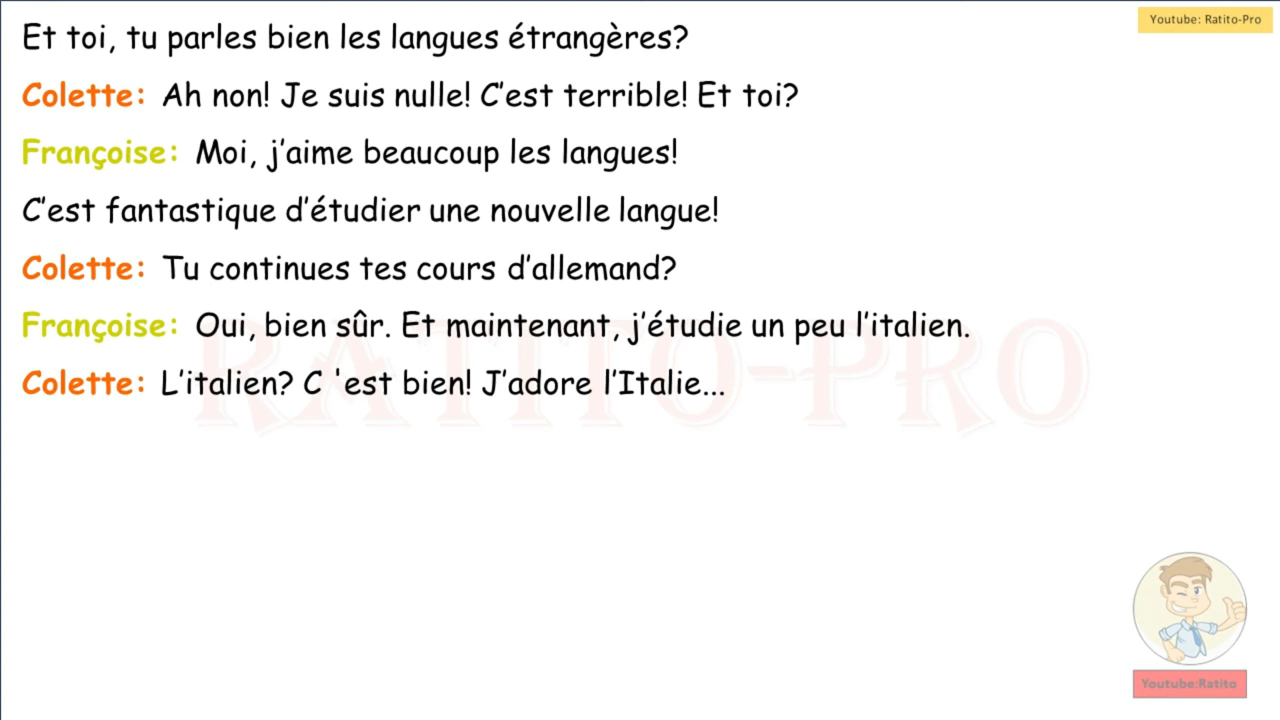 Youtube: Ratito-Pro
Et toi, tu parles bien les langues étrangères?
Colette: Ah non! Je suis nulle! C'est terrible! Et toi?
Françoise: Moi, j'aime beaucoup les langues!
C'est fantastique d'étudier une nouvelle langue!
Colette: Tu continues tes cours d'allemand?
Françoise: Oui, bien sûr. Et maintenant, j'étudie un peu l'italien.
Colette: L'italien? C 'est bien! J'adore l'Italie...
RATITO-PRO
Youtube:Ratito